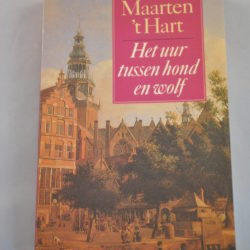 Maarten
't Hart
Het uur
tussen hond
en wolf